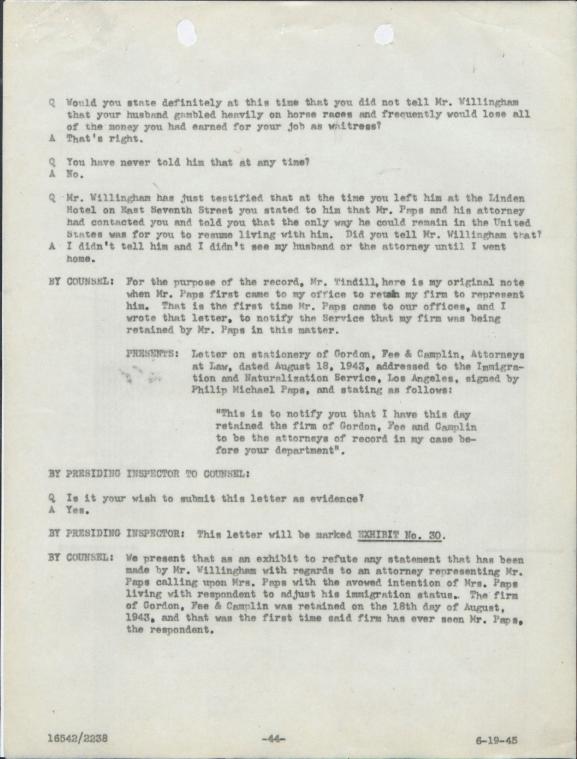 Q Would you state definitely at this time that you did not tell Mr. Willingham
that your husband gambled heavily on horse races and frequently would lose all
of the money you had earned for your job as waitress?
A That's right.
Q You have never told him that at any time?
A No.
Q Mr. Willingham has just testified that at the time you left him at the Linden
Hotel on East Seventh Street you stated to him that Mr. Paps and his attorney
had contacted you and told you that the only way he could remain in the United
States was for you to resume living with him. Did you tell Mr. Willingham that?
A I didn't tell him and I didn't see my husband or the attorney until I went
home.
BY COUNSEL: For the purpose of the record, Mr. Tindill, here is my original note
when Mr. Paps first came to my office to retain my firm to represent
him. That is the first time Mr. Paps came to our offices, and I
wrote that letter, to notify the Service that my firm was being
retained by Mr. Paps in this matter.
PRESENTS: Letter on stationery of Gordon, Fee & Camplin, Attorneys
at Law, dated August 18, 1943, addressed to the Immigra-
tion and Naturalization Service, Los Angeles, signed by
Philip Michael Paps, and stating as follows:
"This is to notify you that I have this day
retained the firm of Gordon, Fee and Camplin
to be the attorneys of record in my case be-
fore your department".
BY PRESIDING INSPECTOR TO COUNSEL:
Q Is it your wish to submit this letter as evidence?
A Yes.
BY PRESIDING INSPECTOR: This letter will be marked EXHIBIT No. 30.
BY COUNSEL: We present that as an exhibit to refute any statement that has been
made by Mr. Willingham with regards to an attorney representing Mr.
Paps calling upon Mrs. Paps with the avowed intention of Mrs. Paps
living with respondent to adjust his immigration status. The firm
of Gordon, Fee & Camplin was retained on the 18th day of August,
1943, and that was the first time said firm has ever seen Mr. Paps,
the respondent.
16542/2238 -44- 6-19-45